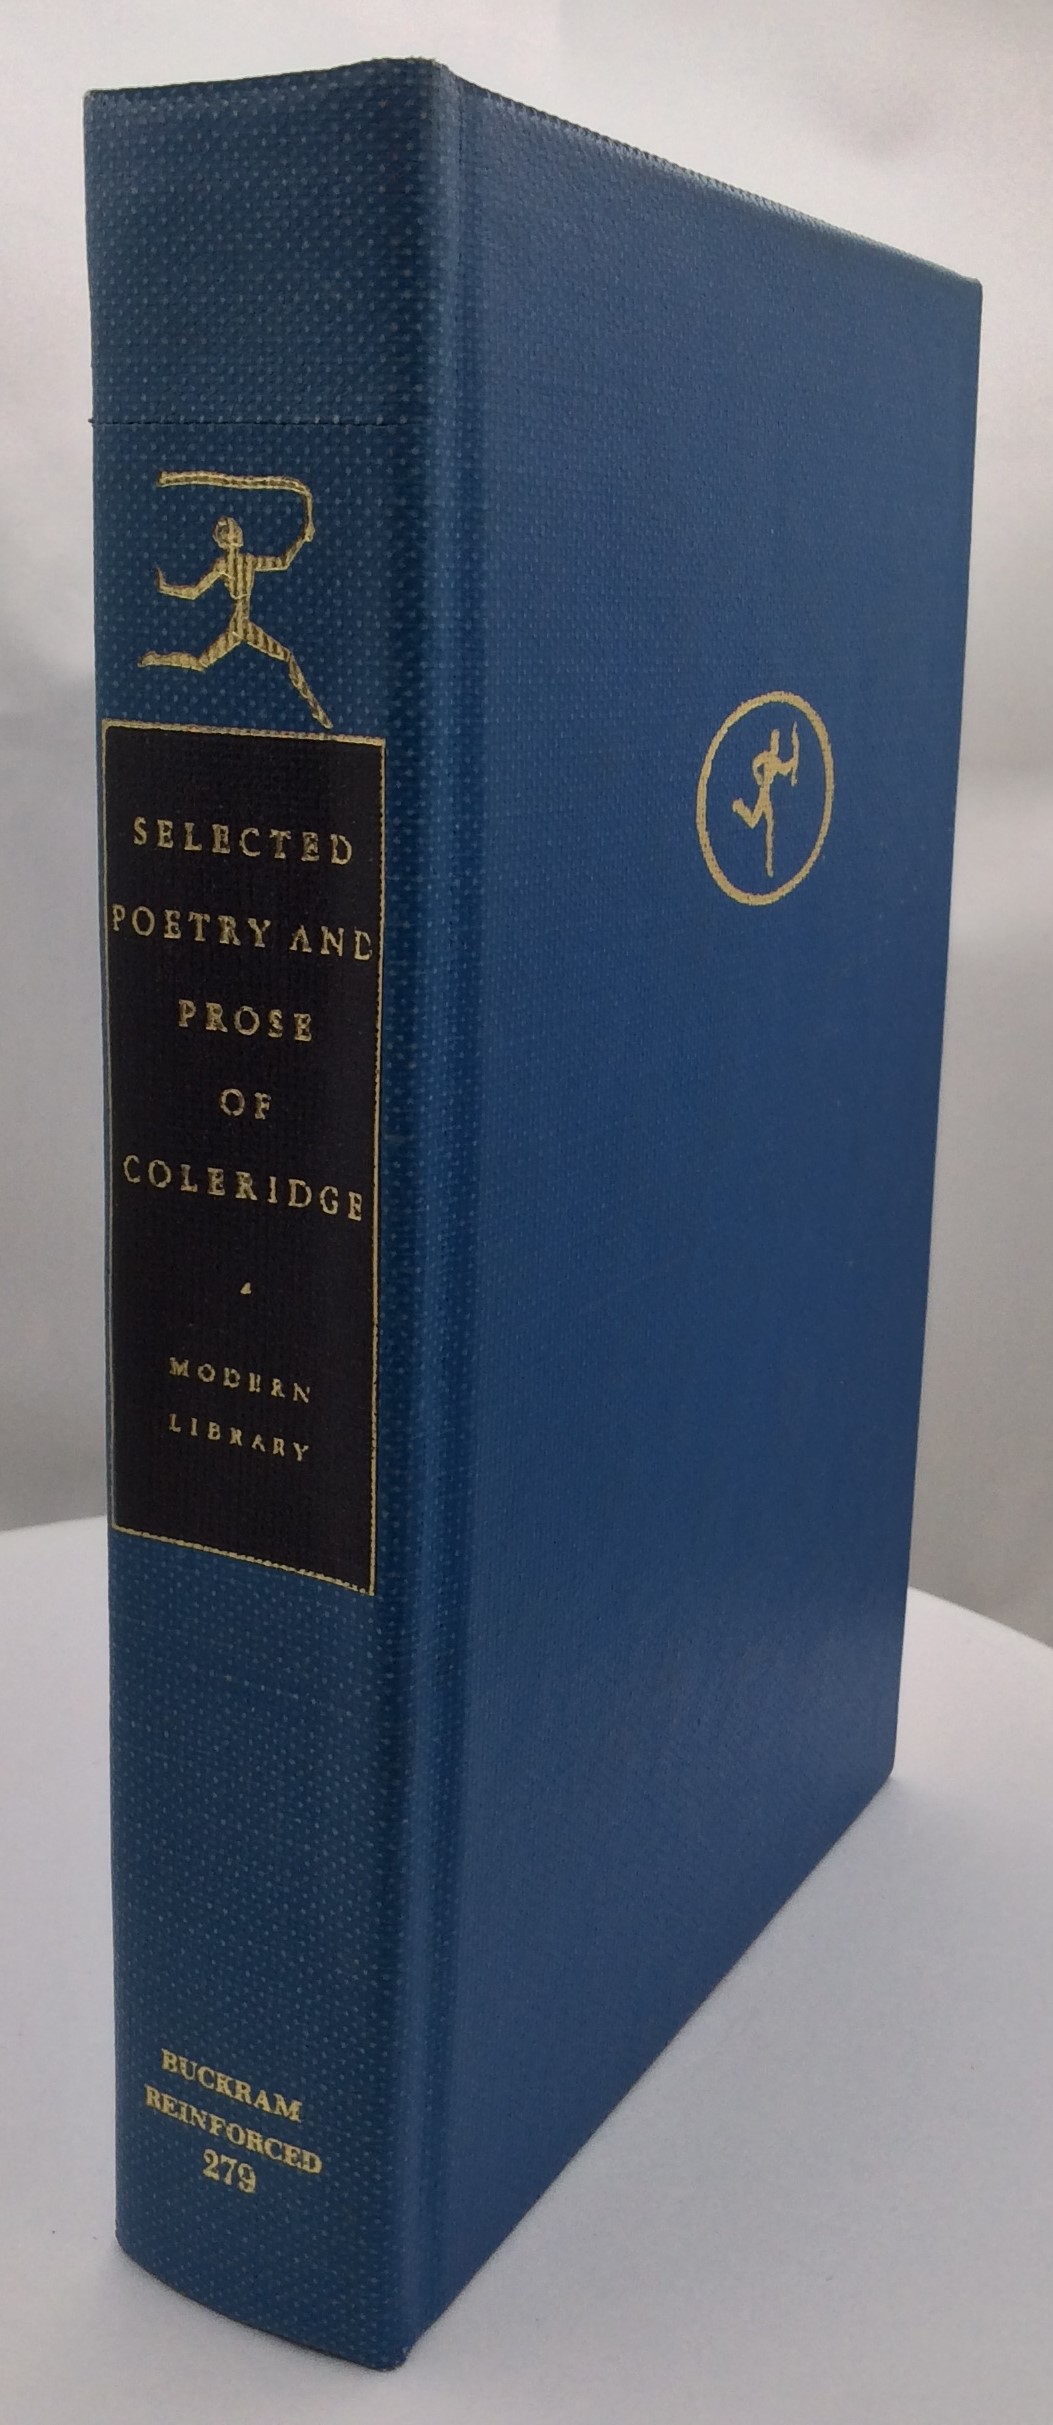 SELECTED
POETRY AND
PROSE
OF
COLERIDGE
MODERN
LIBRARY
BUCKRAM
REINFORCED
279